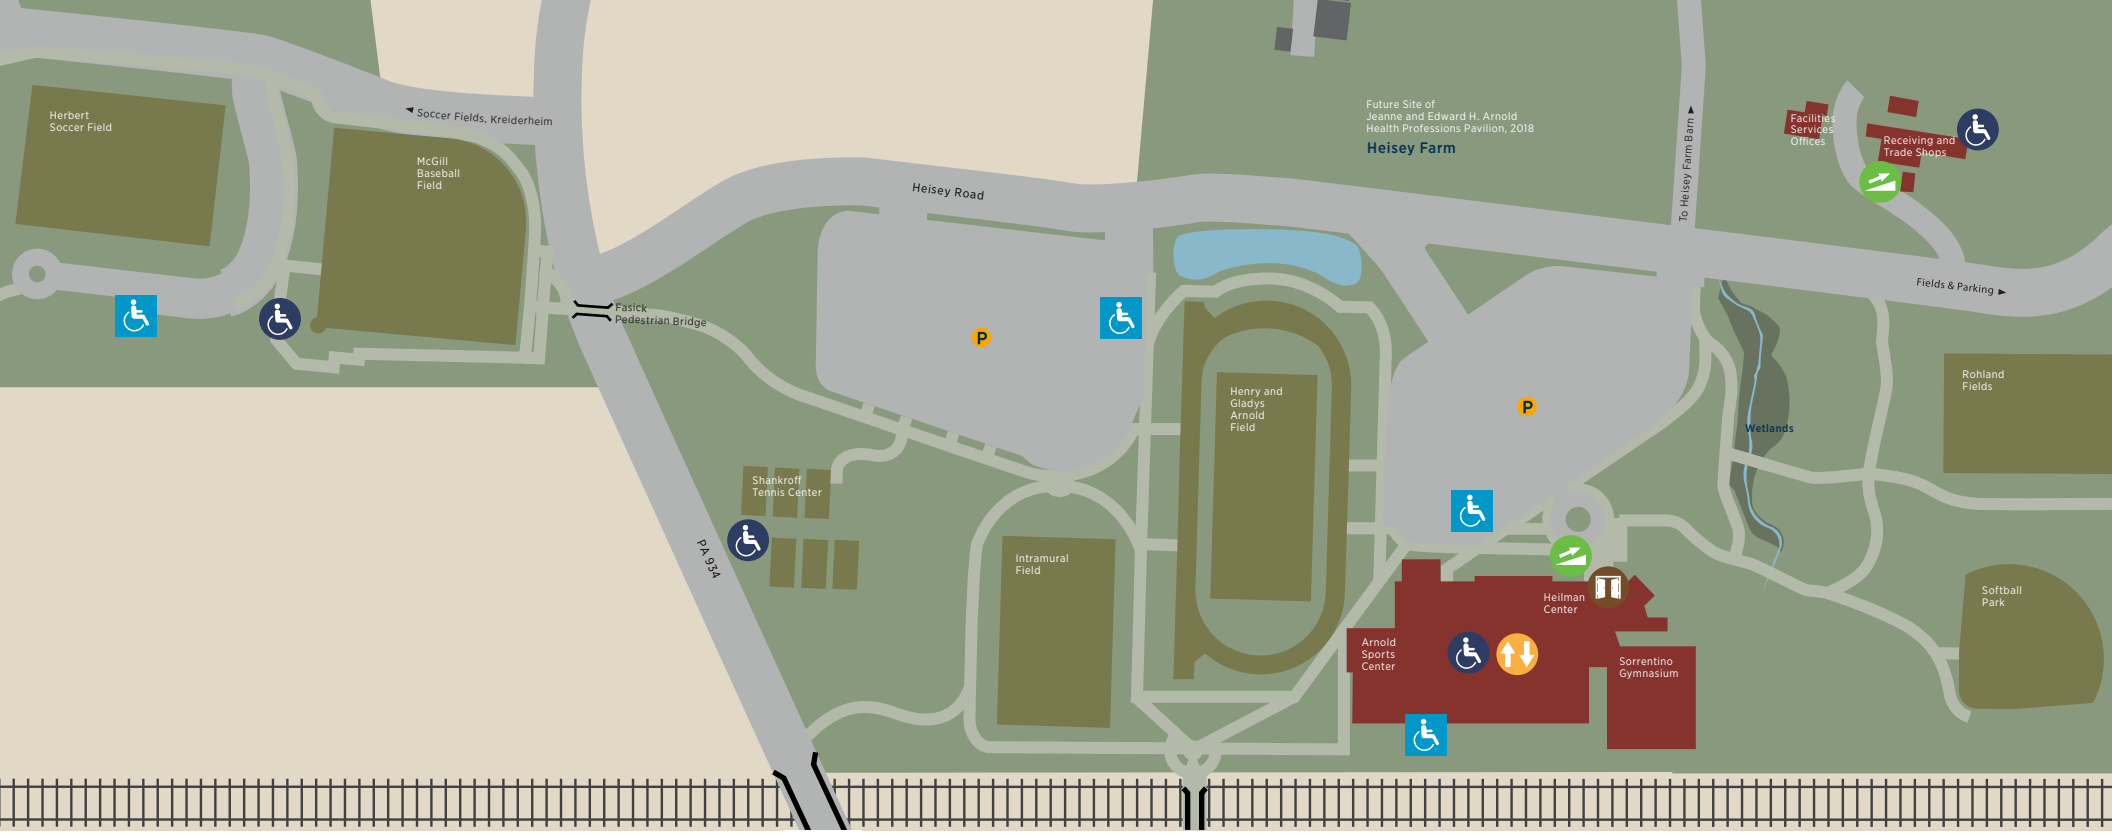 Herbert
Soccer Field
McGill
Baseball
Field
Soccer Fields, Kreiderheim
Heisey Road
Future Site of
Jeanne and Edward H. Arnold
Health Professions Pavilion, 2018
Heisey Farm
To Heisey Farm Barn
Facilities
Services
Offices
Receiving and
Trade Shops
Fields & Parking
Fasick
Pedestrian Bridge
P
P
Henry and
Gladys
Arnold
Field
Rohland
Fields
Wetlands
Shankroff
Tennis Center
PA 934
Intramural
Field
Heilman
Center
Arnold
Sports
Center
Sorrentino
Gymnasium
Softball
Park